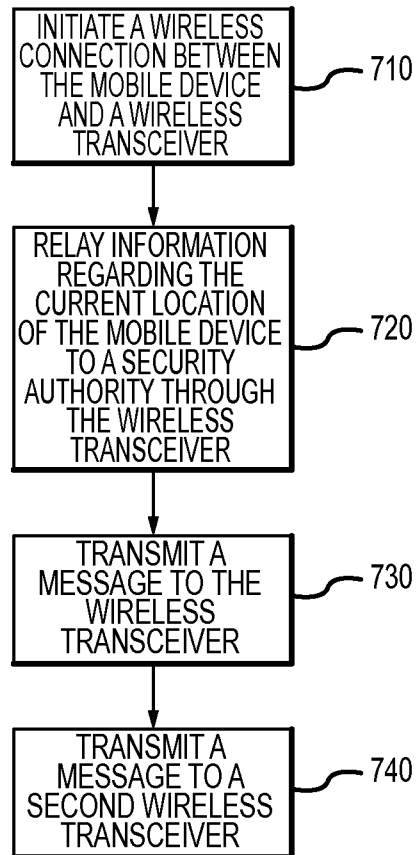 INITIATE A WIRELESS
CONNECTION BETWEEN
THE MOBILE DEVICE
AND A WIRELESS
TRANSCEIVER
710
RELAY INFORMATION
REGARDING THE
CURRENT LOCATION
OF THE MOBILE DEVICE
TO A SECURITY
AUTHORITY THROUGH
THE WIRELESS
TRANSCEIVER
720
TRANSMIT A
MESSAGE TO THE
WIRELESS
TRANSCEIVER
730
TRANSMIT A
MESSAGE TO A
SECOND WIRELESS
TRANSCEIVER
740